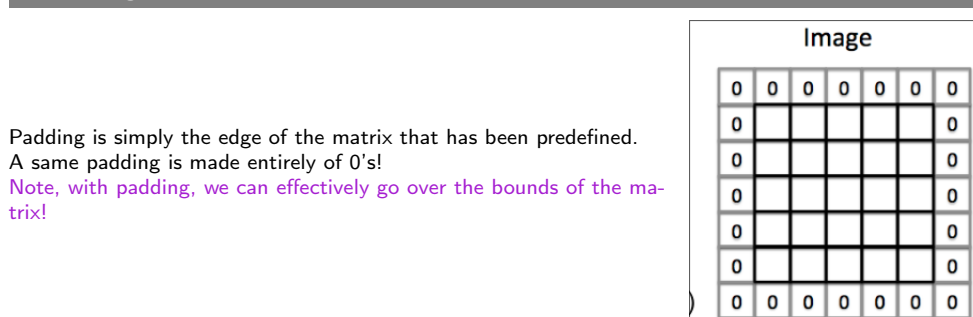 Padding is simply the edge of the matrix that has been predefined.
A same padding is made entirely of 0's!
Note, with padding, we can effectively go over the bounds of the ma-
trix!
Image
0 0 0 0 0 0 0
0 0
0 0
0 0
0 0
0 0
) 0 0 0 0 0 0 0